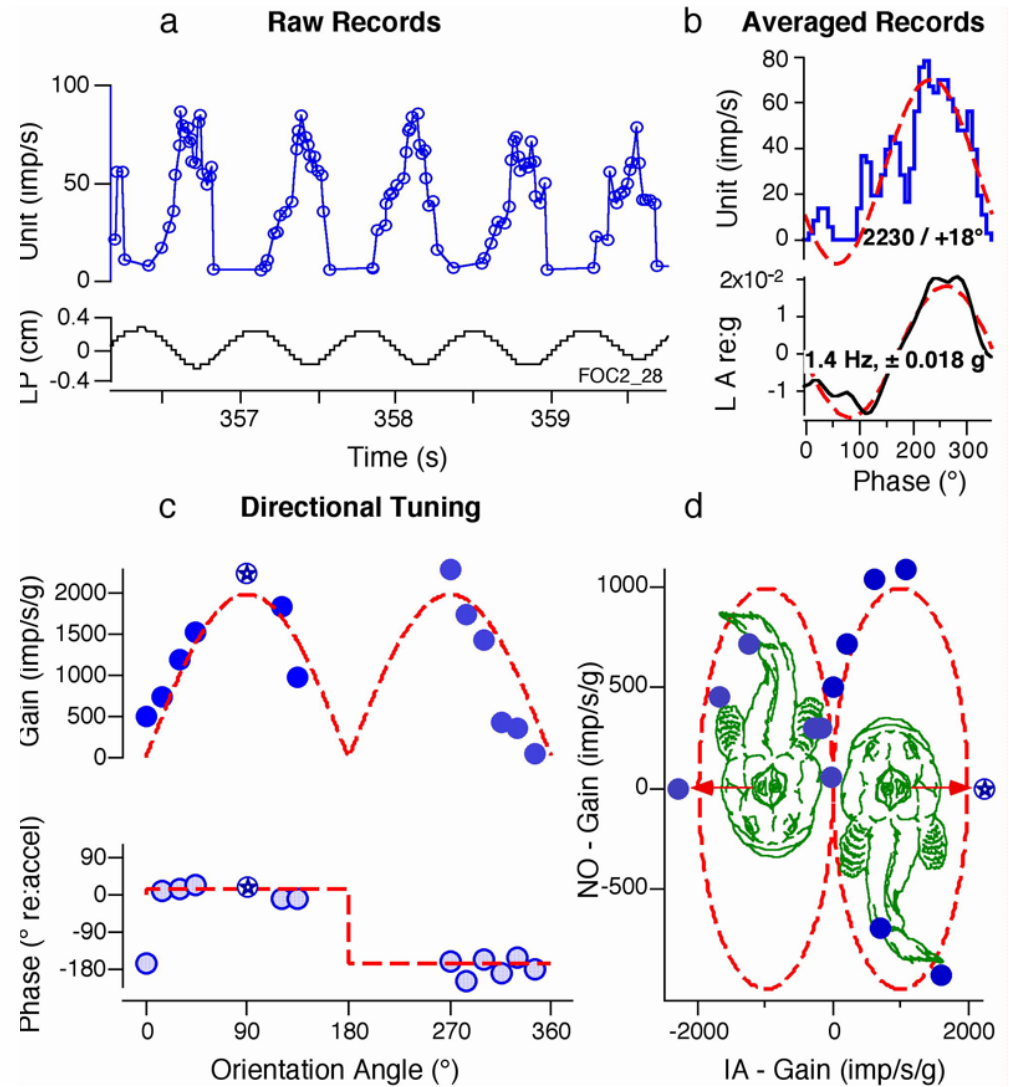 a Raw Records
b Averaged Records
100
50
0
Unit (imp/s)
0.4
0
-0.4
LP (cm)
FOC2_28
357 358 359
Time (s)
80
60
40
20
0
Unit (imp/s)
2230 / +18°
2x10-2
1
0
-1
L A re:g
1.4 Hz, ± 0.018 g
0 100 200 300
Phase (°)
c Directional Tuning
2000
1500
1000
500
0
Gain (imp/s/g)
90
0
-90
-180
Phase (° re:accel)
0 90 180 270 360
Orientation Angle (°)
d
1000
500
0
-500
NO - Gain (imp/s/g)
-2000 0 2000
IA - Gain (imp/s/g)